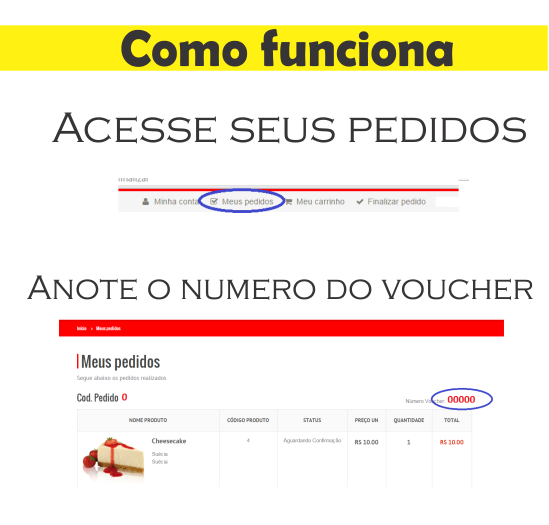 Como funciona
ACESSE SEUS PEDIDOS
Minha conta Meus pedidos Meu carrinho Finalizar pedido
ANOTE O NUMERO DO VOUCHER
Início > Meus pedidos
Meus pedidos
Segue abaixo os pedidos realizados
Cod. Pedido 0
Número Voucher: 00000
NOME PRODUTO CÓDIGO PRODUTO STATUS PREÇO UN QUANTIDADE TOTAL
Cheesecake 4 Aguardando Confirmação R$ 10.00 1 R$ 10.00